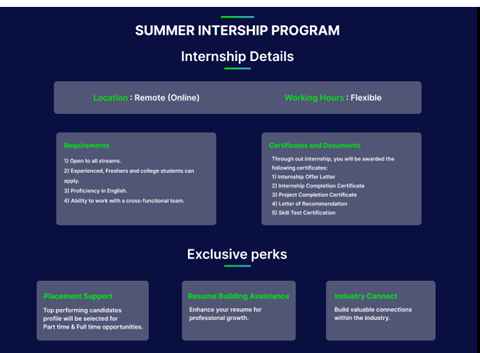 SUMMER INTERSHIP PROGRAM
Internship Details
Location : Remote (Online)
Working Hours : Flexible
Requirements
1) Open to all streams.
2) Experienced, Freshers and college students can
apply.
3) Proficiency in English.
4) Ability to work with a cross-functional team.
Certificates and Documents
Through out internship, you will be awarded the
following certificates:
1) Internship Offer Letter
2) Internship Completion Certificate
3) Project Completion Certificate
4) Letter of Recommendation
5) Skill Test Certification
Exclusive perks
Placement Support
Top performing candidates
profile will be selected for
Part time & Full time opportunities.
Resume Building Assistance
Enhance your resume for
professional growth.
Industry Connect
Build valuable connections
within the industry.